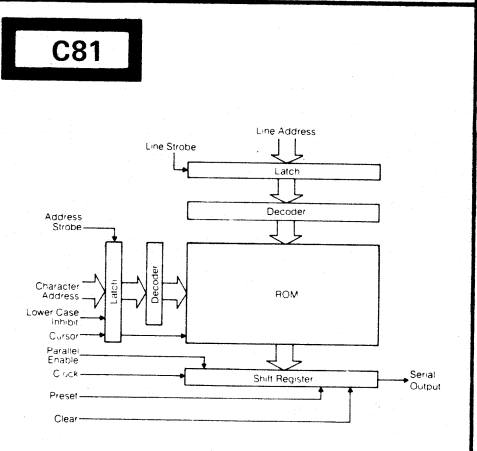 C81
Line Address
Line Strobe
Latch
Decoder
Address
Strobe
Latch
Decoder
ROM
Character
Address
Lower Case
Inhibit
Cursor
Parallel
Enable
Clock
Shift Register
Serial
Output
Preset
Clear